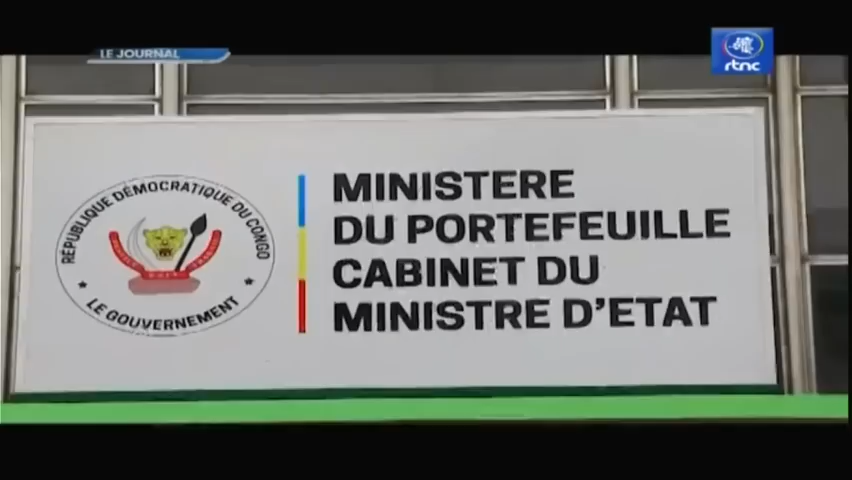 LE JOURNAL
rtnc
RÉPUBLIQUE DÉMOCRATIQUE DU CONGO
LE GOUVERNEMENT
MINISTERE
DU PORTEFEUILLE
CABINET DU
MINISTRE D'ETAT